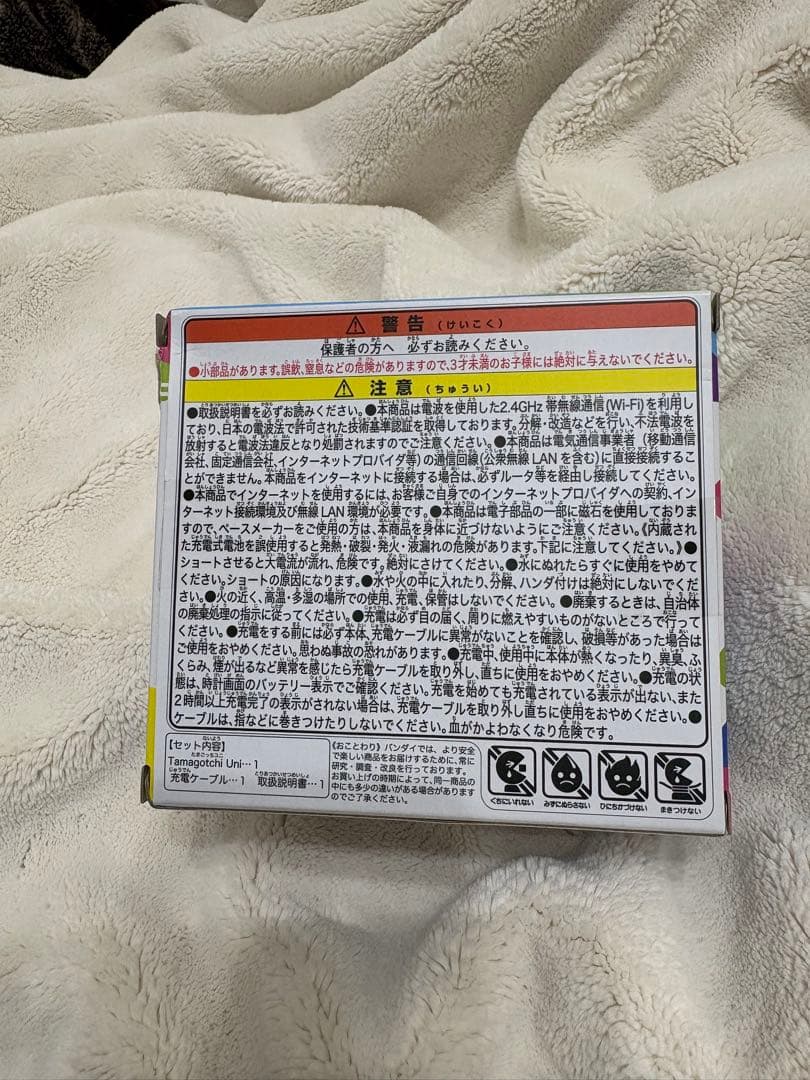 警告(けいこく)
保護者の方へ 必ずお読みください。
●小部品があります。誤飲、窒息などの危険がありますので、3才未満のお子様には絶対に与えないでください。
注意(ちゅうい)
●取扱説明書を必ずお読みください。●本商品は電波を使用した2.4GHz 帯無線通信(Wi-Fi)を利用し
ており、日本の電波法で許可された技術基準認証を取得しております。分解・改造などを行い、不法電波を
放射すると電波法違反となり処罰されますのでご注意ください。●本商品は電気通信事業者(移動通信
会社、固定通信会社、インターネットプロバイダ等)の通信回線(公衆無線LANを含む)に直接接続するこ
とができません。本商品をインターネットに接続する場合は、必ずルータ等を経由し接続してください。
●本商品でインターネットを使用するには、お客様ご自身でのインターネットプロバイダへの契約、イン
ターネット接続環境及び無線LAN環境が必要です。●本商品は電子部品の一部に磁石を使用しております
ので、ペースメーカーをご使用の方は、本商品を身体に近づけないようにご注意ください。《内蔵され
た充電式電池を誤使用すると発熱・破裂・発火・液漏れの危険があります。下記に注意してください。》●
ショートさせると大電流が流れ、危険です。絶対にさけてください。●水にぬれたらすぐに使用をやめて
ください。ショートの原因になります。●水や火の中に入れたり、分解、ハンダ付けは絶対にしないでくだ
さい。●火の近く、高温・多湿の場所での使用、充電、保管はしないでください。●廃棄するときは、自治体
の廃棄処理の指示に従ってください。●充電は必ず目の届く、周りに燃えやすいものがないところで行って
ください。●充電をする前には必ず本体、充電ケーブルに異常がないことを確認し、破損等があった場合は
ご使用をおやめください。思わぬ事故の恐れがあります。●充電中、使用中に本体が熱くなったり、異臭、ふ
くらみ、煙が出るなど異常を感じたら充電ケーブルを取り外し、直ちに使用をおやめください。●充電の状
態は、時計画面のバッテリー表示でご確認ください。充電を始めても充電されている表示が出ない、また
2時間以上充電完了の表示がされない場合は、充電ケーブルを取り外し直ちに使用をおやめください。●
ケーブルは、指などに巻きつけたりしないでください。血がかよわなくなり危険です。
【セット内容】
Tamagotchi Uni…1
充電ケーブル…1 取扱説明書…1
《おことわり》バンダイでは、より安全
で楽しい商品をお届けするために、常に
研究・調査・改良を行っております。
お買い上げの時期によって、同一商品の
中にも多少の違いがある場合があります
のでご了承ください。
くちにいれない みずにぬらさない ひにちかづけない まきつけない